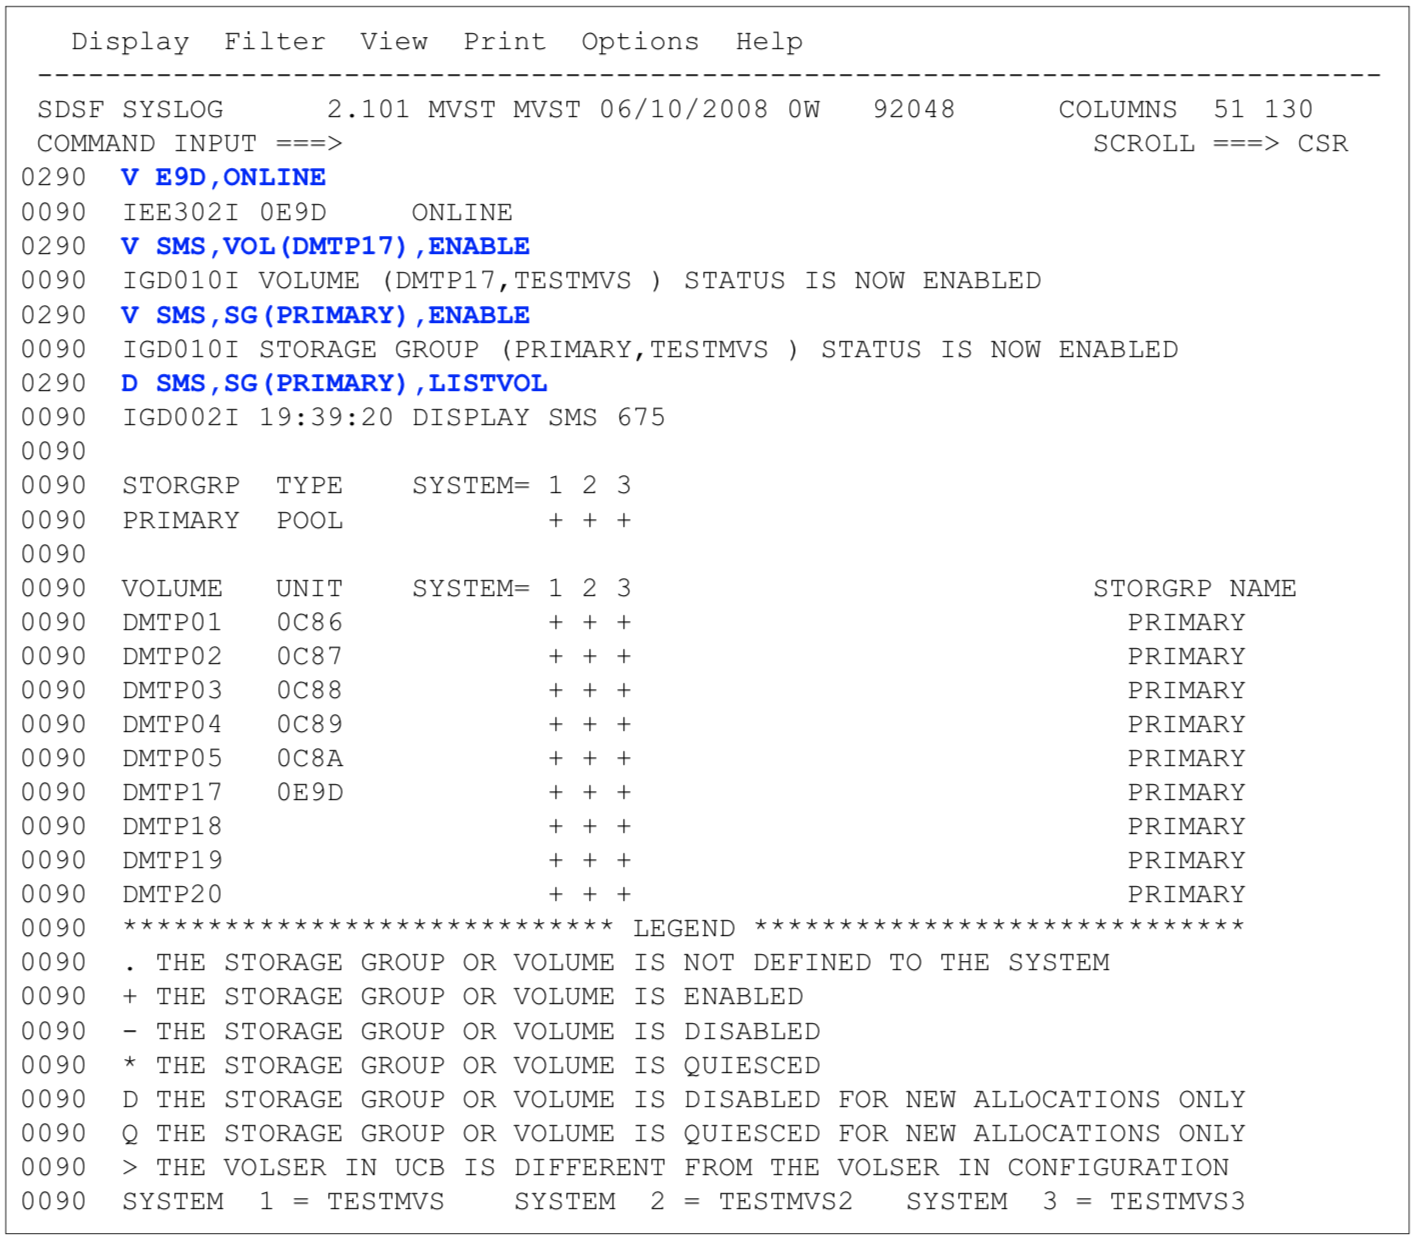 Display  Filter  View  Print  Options  Help
-------------------------------------------------------------------------------
SDSF SYSLOG      2.101 MVST MVST 06/10/2008 0W   92048      COLUMNS  51 130
COMMAND INPUT ===>                                            SCROLL ===> CSR
0290  V E9D,ONLINE
0090  IEE302I 0E9D     ONLINE
0290  V SMS,VOL(DMTP17),ENABLE
0090  IGD010I VOLUME (DMTP17,TESTMVS ) STATUS IS NOW ENABLED
0290  V SMS,SG(PRIMARY),ENABLE
0090  IGD010I STORAGE GROUP (PRIMARY,TESTMVS ) STATUS IS NOW ENABLED
0290  D SMS,SG(PRIMARY),LISTVOL
0090  IGD002I 19:39:20 DISPLAY SMS 675
0090
0090  STORGRP  TYPE    SYSTEM= 1 2 3
0090  PRIMARY  POOL            + + +
0090
0090  VOLUME   UNIT    SYSTEM= 1 2 3                           STORGRP NAME
0090  DMTP01   0C86            + + +                             PRIMARY
0090  DMTP02   0C87            + + +                             PRIMARY
0090  DMTP03   0C88            + + +                             PRIMARY
0090  DMTP04   0C89            + + +                             PRIMARY
0090  DMTP05   0C8A            + + +                             PRIMARY
0090  DMTP17   0E9D            + + +                             PRIMARY
0090  DMTP18                   + + +                             PRIMARY
0090  DMTP19                   + + +                             PRIMARY
0090  DMTP20                   + + +                             PRIMARY
0090  ***************************** LEGEND *****************************
0090  . THE STORAGE GROUP OR VOLUME IS NOT DEFINED TO THE SYSTEM
0090  + THE STORAGE GROUP OR VOLUME IS ENABLED
0090  - THE STORAGE GROUP OR VOLUME IS DISABLED
0090  * THE STORAGE GROUP OR VOLUME IS QUIESCED
0090  D THE STORAGE GROUP OR VOLUME IS DISABLED FOR NEW ALLOCATIONS ONLY
0090  Q THE STORAGE GROUP OR VOLUME IS QUIESCED FOR NEW ALLOCATIONS ONLY
0090  > THE VOLSER IN UCB IS DIFFERENT FROM THE VOLSER IN CONFIGURATION
0090  SYSTEM  1 = TESTMVS    SYSTEM  2 = TESTMVS2   SYSTEM  3 = TESTMVS3